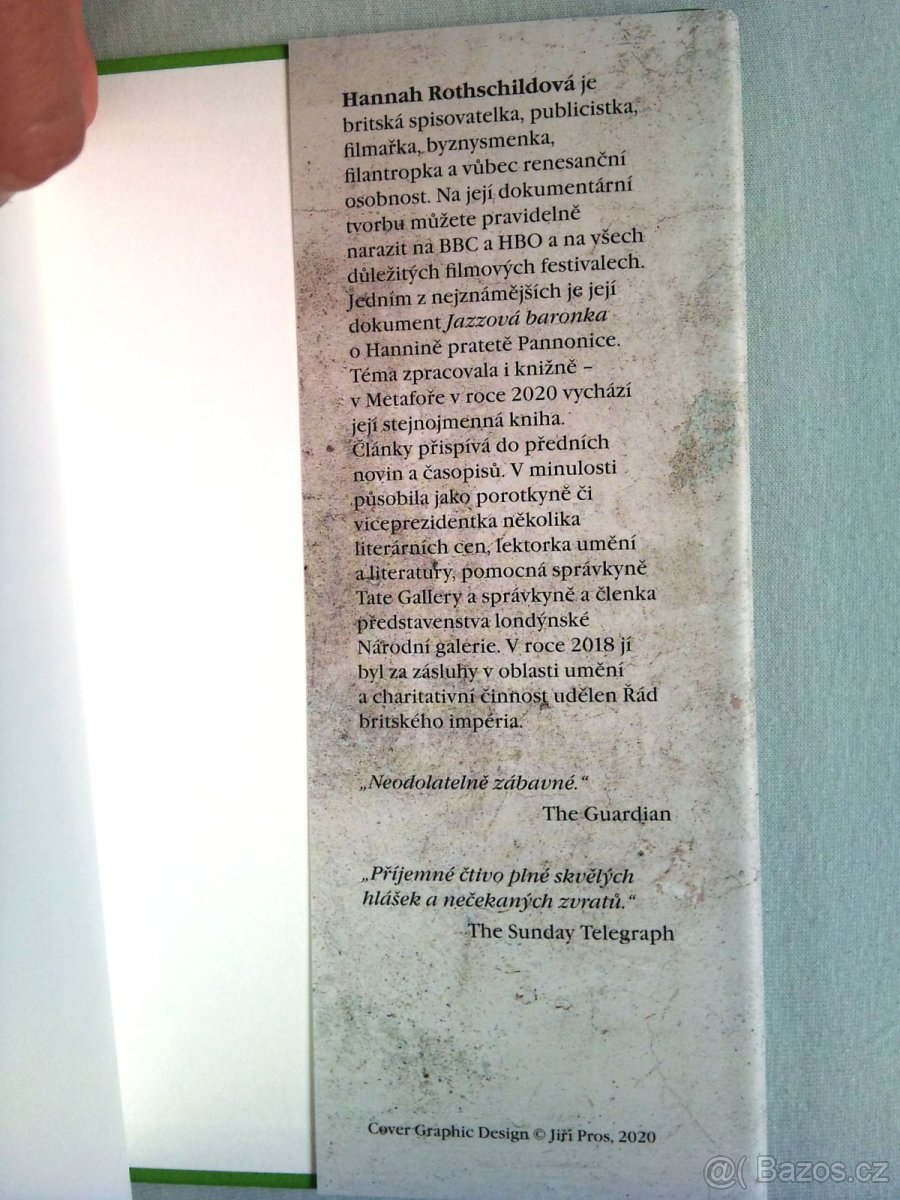 Hannah Rothschildová je
britská spisovatelka, publicistka,
filmařka, byznysmenka,
filantropka a vůbec renesanční
osobnost. Na její dokumentární
tvorbu můžete pravidelně
narazit na BBC a HBO a na všech
důležitých filmových festivalech.
Jedním z nejznámějších je její
dokument Jazzová baronka
o Hannině pratetě Pannonice.
Téma zpracovala i knižně –
v Metafoře v roce 2020 vychází
její stejnojmenná kniha.
Články přispívá do předních
novin a časopisů. V minulosti
působila jako porotkyně či
viceprezidentka několika
literárních cen, lektorka umění
a literatury, pomocná správkyně
Tate Gallery a správkyně a členka
představenstva londýnské
Národní galerie. V roce 2018 jí
byl za zásluhy v oblasti umění
a charitativní činnost udělen Řád
britského impéria.
„Neodolatelně zábavné.“
The Guardian
„Příjemné čtivo plné skvělých
hlášek a nečekaných zvratů.“
The Sunday Telegraph
Cover Graphic Design © Jiří Pros, 2020
@( Bazos.cz